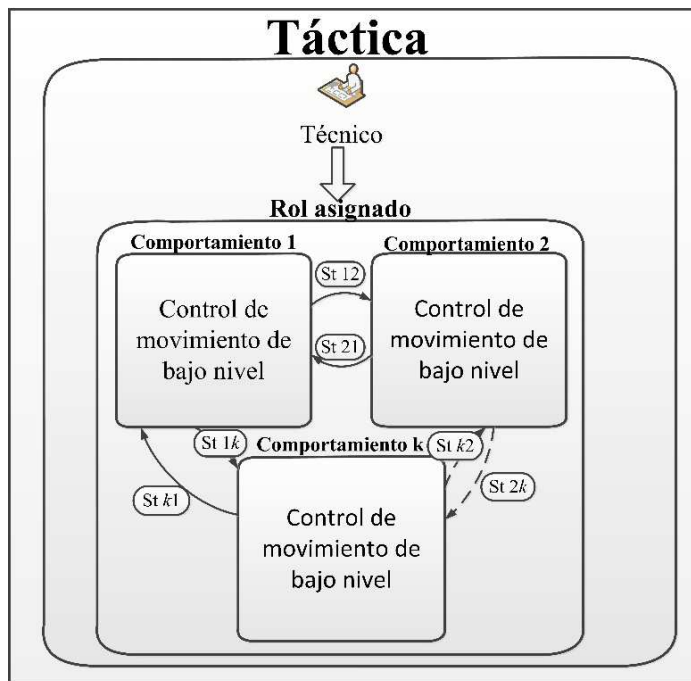 Táctica
Técnico
Rol asignado
Comportamiento 1
Comportamiento 2
Control de
movimiento de
bajo nivel
St 12
St 21
Control de
movimiento de
bajo nivel
St 1k
Comportamiento k
St k2
St k1
St 2k
Control de
movimiento de
bajo nivel